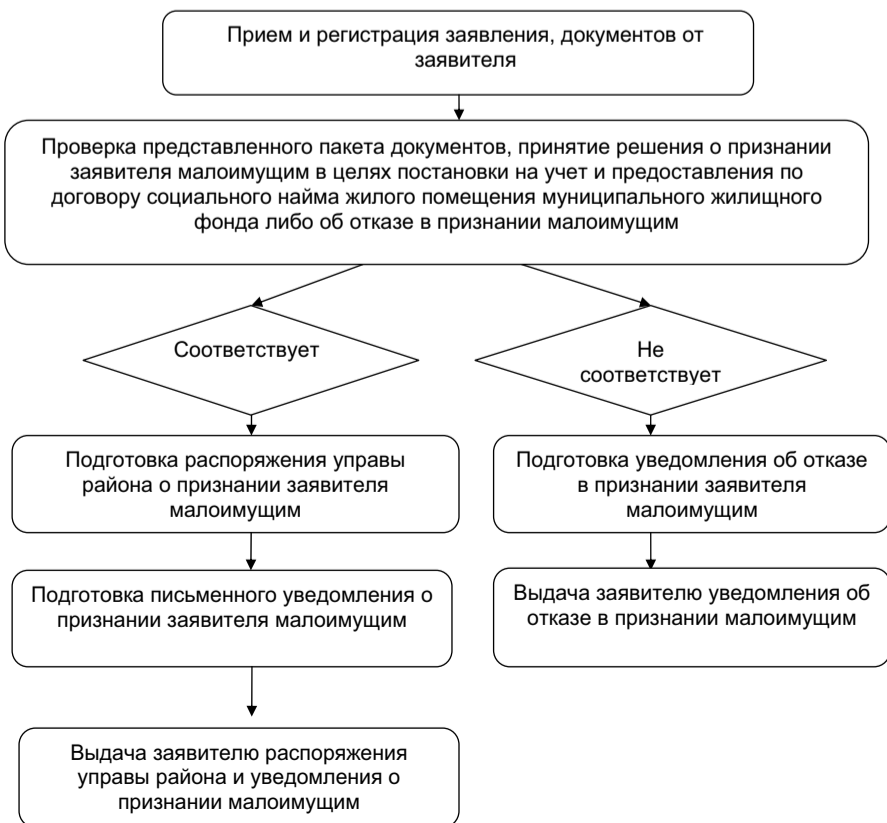 Прием и регистрация заявления, документов от
заявителя
Проверка представленного пакета документов, принятие решения о признании
заявителя малоимущим в целях постановки на учет и предоставления по
договору социального найма жилого помещения муниципального жилищного
фонда либо об отказе в признании малоимущим
Соответствует
Не
соответствует
Подготовка распоряжения управы
района о признании заявителя
малоимущим
Подготовка уведомления об отказе
в признании заявителя
малоимущим
Подготовка письменного уведомления о
признании заявителя малоимущим
Выдача заявителю уведомления об
отказе в признании малоимущим
Выдача заявителю распоряжения
управы района и уведомления о
признании малоимущим